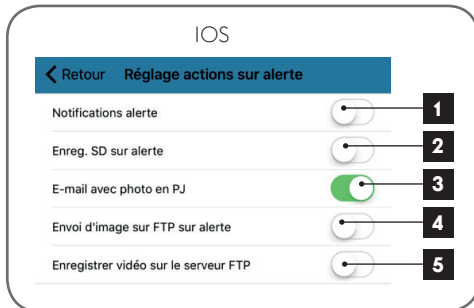 IOS
Retour Réglage actions sur alerte
Notifications alerte 1
Enreg. SD sur alerte 2
E-mail avec photo en PJ 3
Envoi d'image sur FTP sur alerte 4
Enregistrer vidéo sur le serveur FTP 5